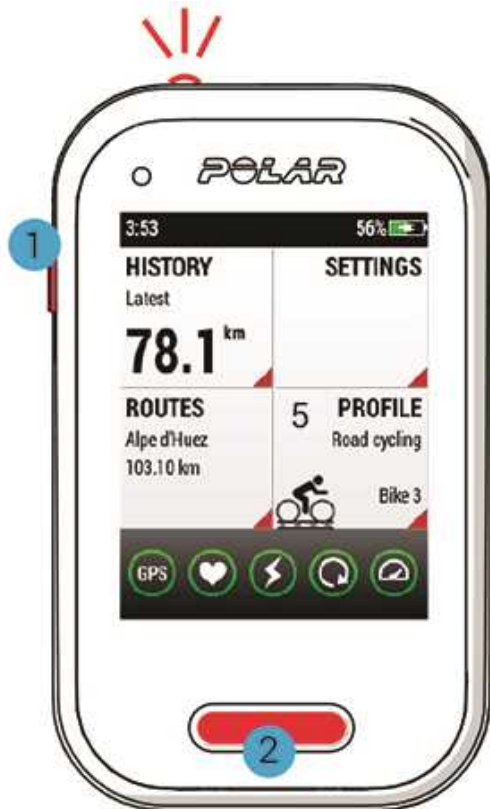 POLAR
1
3:53 56%
HISTORY SETTINGS
Latest
78.1 km
ROUTES 5 PROFILE
Alpe d'Huez Road cycling
103.10 km
Bike 3
GPS
2